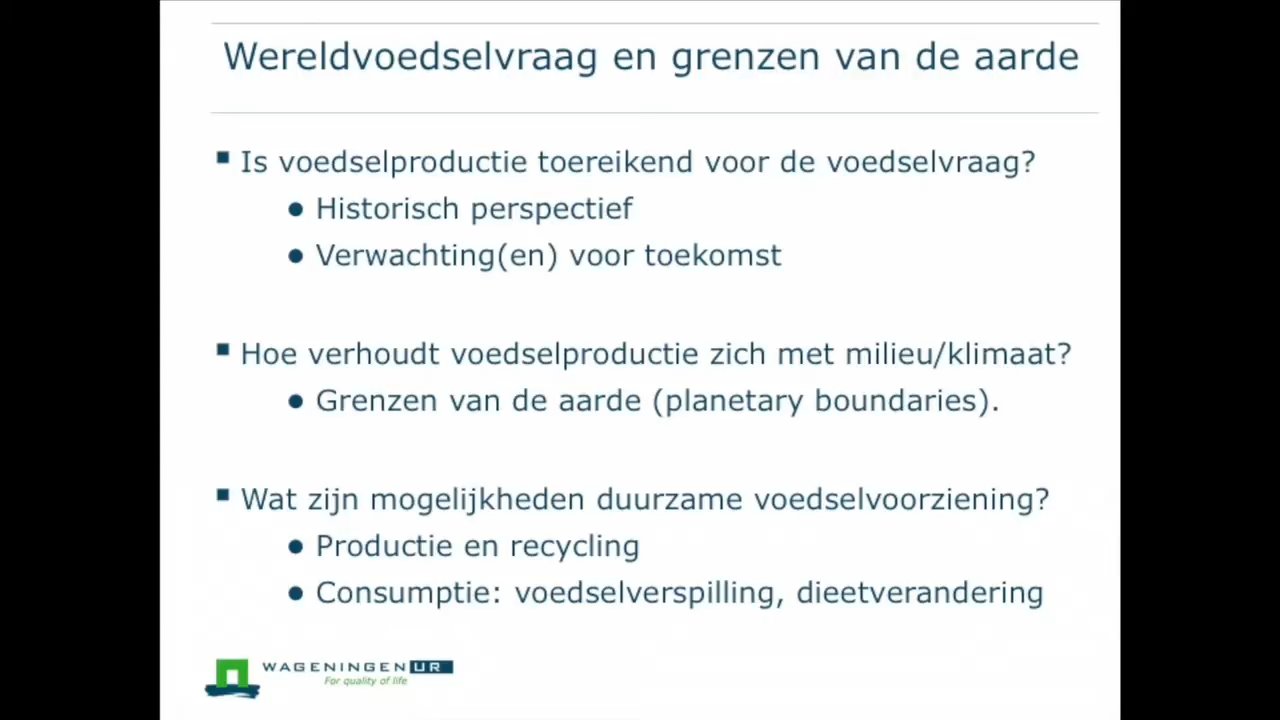 Wereldvoedselvraag en grenzen van de aarde
Is voedselproductie toereikend voor de voedselvraag?
Historisch perspectief
Verwachting(en) voor toekomst
Hoe verhoudt voedselproductie zich met milieu/klimaat?
Grenzen van de aarde (planetary boundaries).
Wat zijn mogelijkheden duurzame voedselvoorziening?
Productie en recycling
Consumptie: voedselverspilling, dieetverandering
WAGENINGEN UR
For quality of life